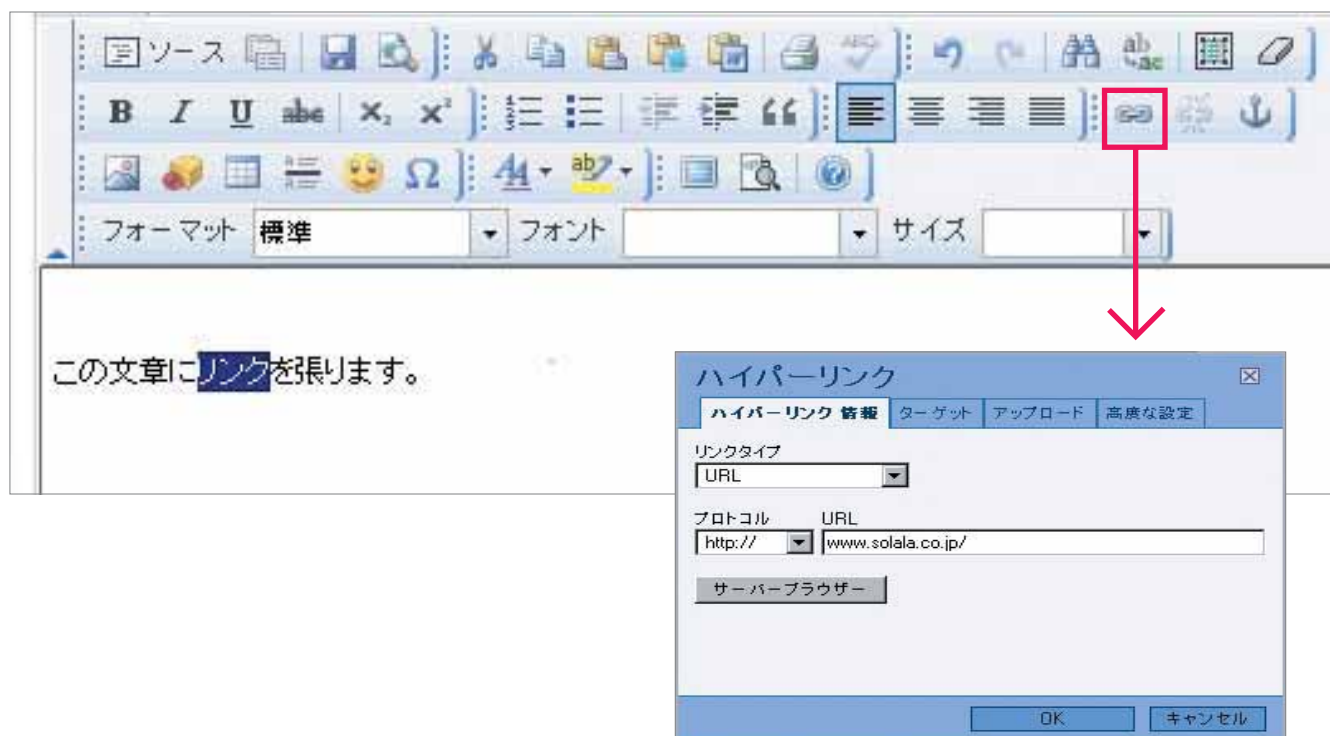 ソース
B I U abc x₂ x²
フォーマット 標準 フォント サイズ
この文章にリンクを張ります。
ハイパーリンク
ハイパーリンク 情報 ターゲット アップロード 高度な設定
リンクタイプ
URL
プロトコル URL
http:// www.solala.co.jp/
サーバーブラウザー
OK キャンセル